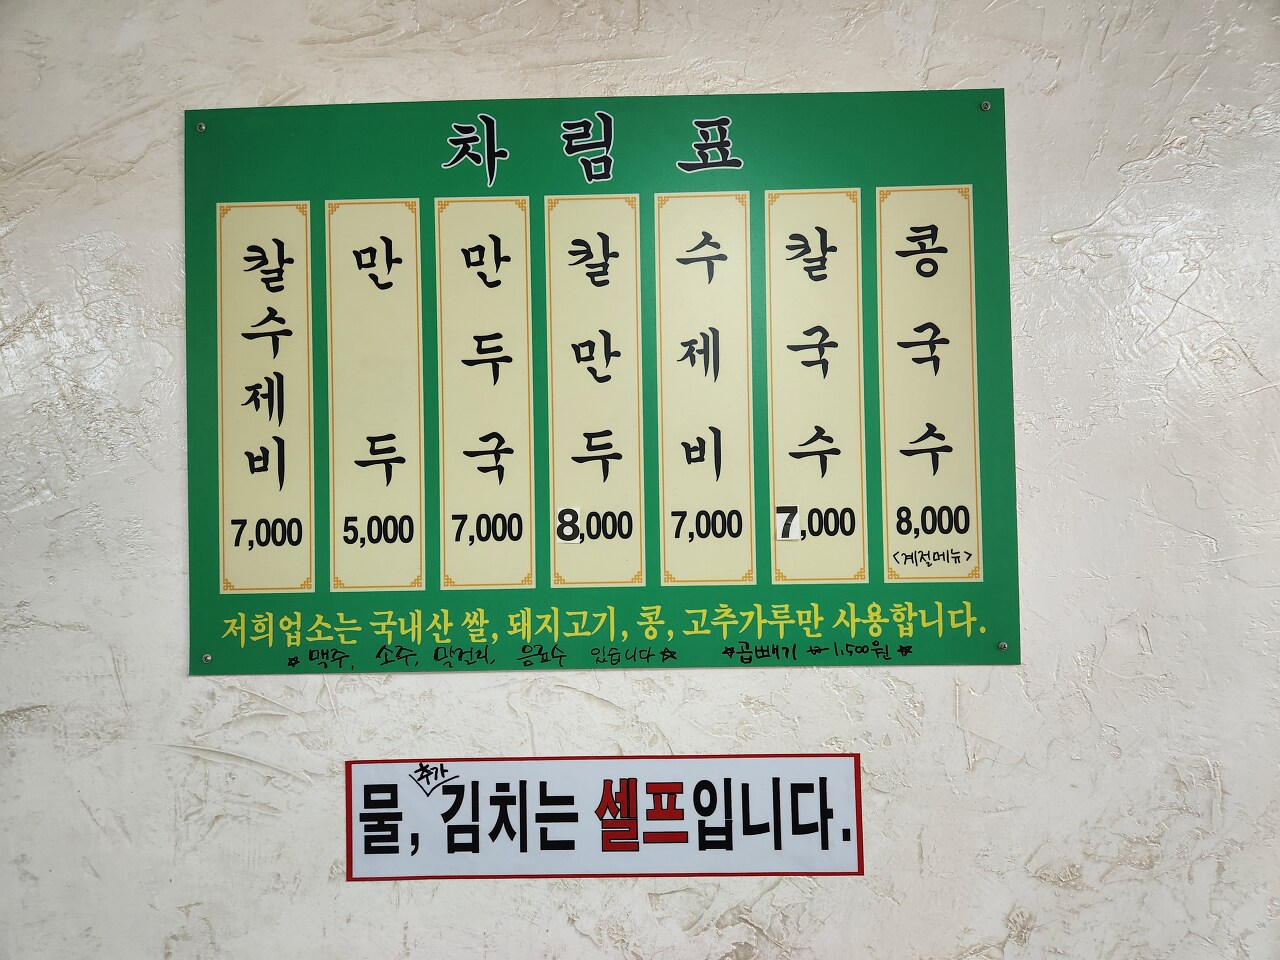 차림표
칼수제비 7,000
만두 5,000
만두국 7,000
칼만두 8,000
수제비 7,000
칼국수 7,000
콩국수 8,000
<계절메뉴>
저희업소는 국내산 쌀, 돼지고기, 콩, 고추가루만 사용합니다.
☆ 맥주, 소주, 막걸리, 음료수 있습니다 ☆ ☆곱빼기 ⇔ 1,500원 ☆
추가
물, 김치는 셀프입니다.